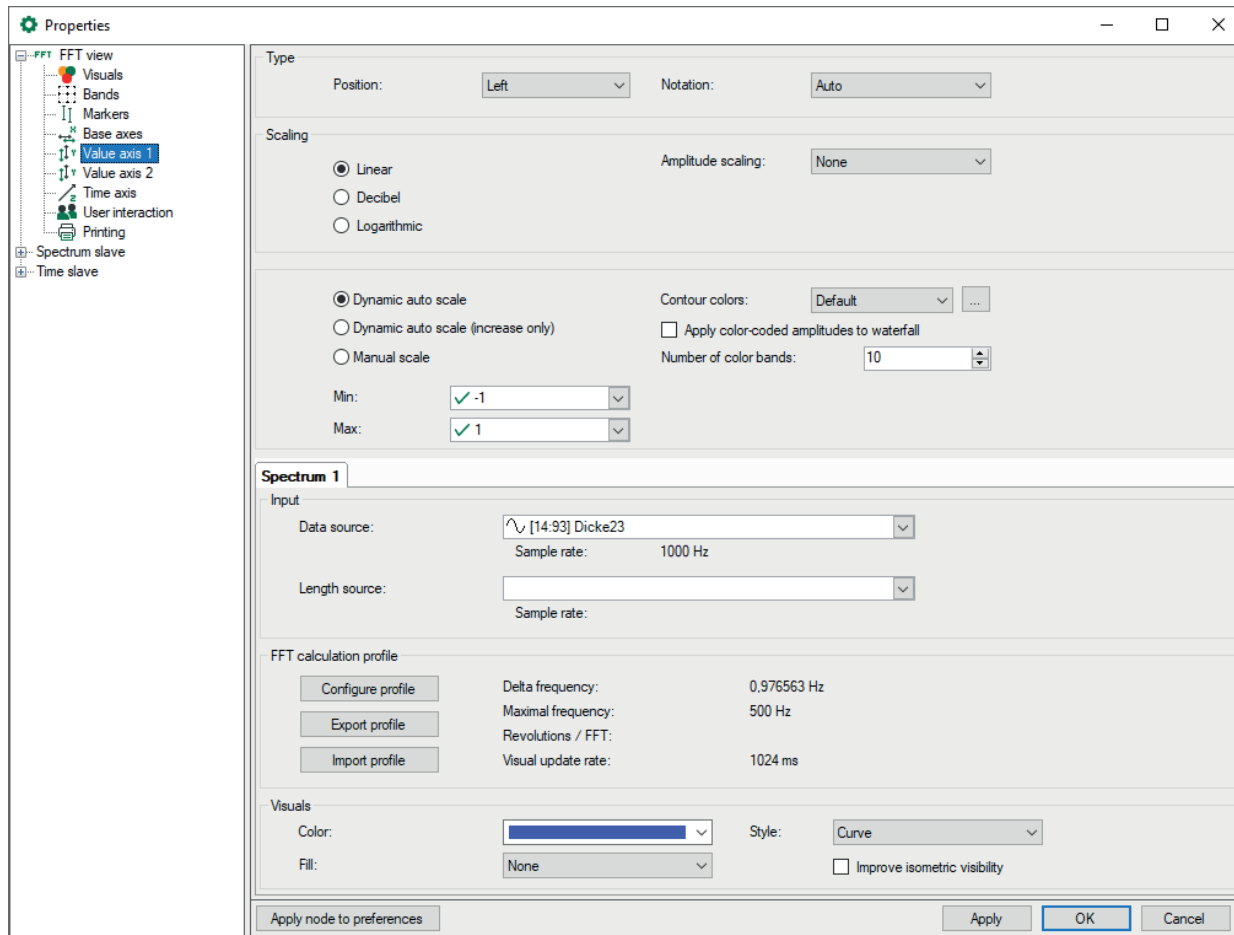 Properties
FFT FFT view
Visuals
Bands
Markers
X Base axes
Y Value axis 1
Y Value axis 2
Z Time axis
User interaction
Printing
Spectrum slave
Time slave
Type
Position: Left Notation: Auto
Scaling
Linear Amplitude scaling: None
Decibel
Logarithmic
Dynamic auto scale Contour colors: Default ...
Dynamic auto scale (increase only) Apply color-coded amplitudes to waterfall
Manual scale Number of color bands: 10
Min: -1
Max: 1
Spectrum 1
Input
Data source: [14:93] Dicke23
Sample rate: 1000 Hz
Length source:
Sample rate:
FFT calculation profile
Configure profile Delta frequency: 0,976563 Hz
Maximal frequency: 500 Hz
Export profile
Revolutions / FFT:
Import profile Visual update rate: 1024 ms
Visuals
Color: Style: Curve
Fill: None Improve isometric visibility
Apply node to preferences Apply OK Cancel